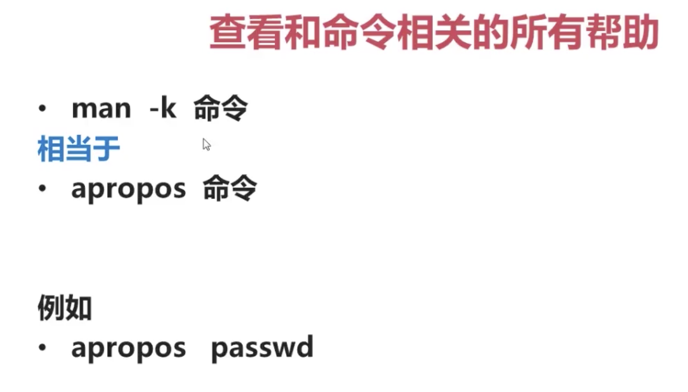 查看和命令相关的所有帮助
• man -k 命令
相当于
• apropos 命令
例如
• apropos passwd